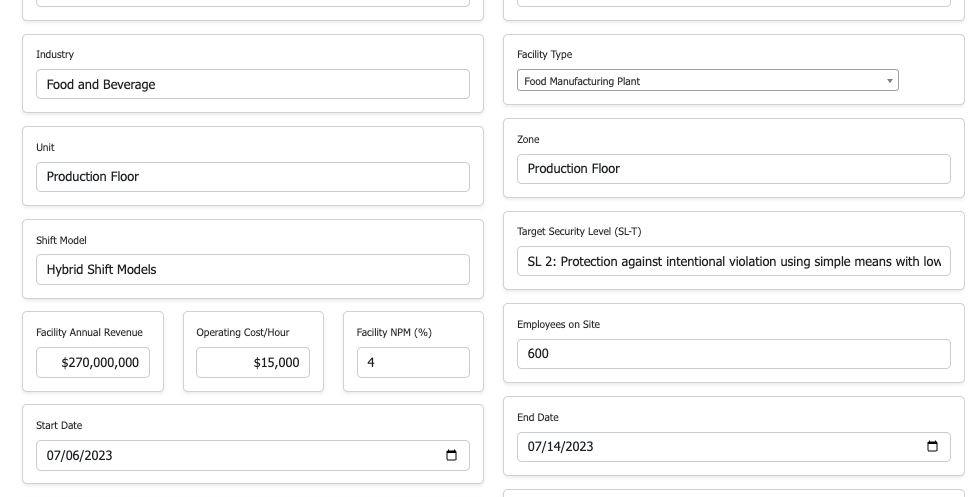 Industry
Food and Beverage
Facility Type
Food Manufacturing Plant
Unit
Production Floor
Zone
Production Floor
Shift Model
Hybrid Shift Models
Target Security Level (SL-T)
SL 2: Protection against intentional violation using simple means with low
Facility Annual Revenue
$270,000,000
Operating Cost/Hour
$15,000
Facility NPM (%)
4
Employees on Site
600
Start Date
07/06/2023
End Date
07/14/2023